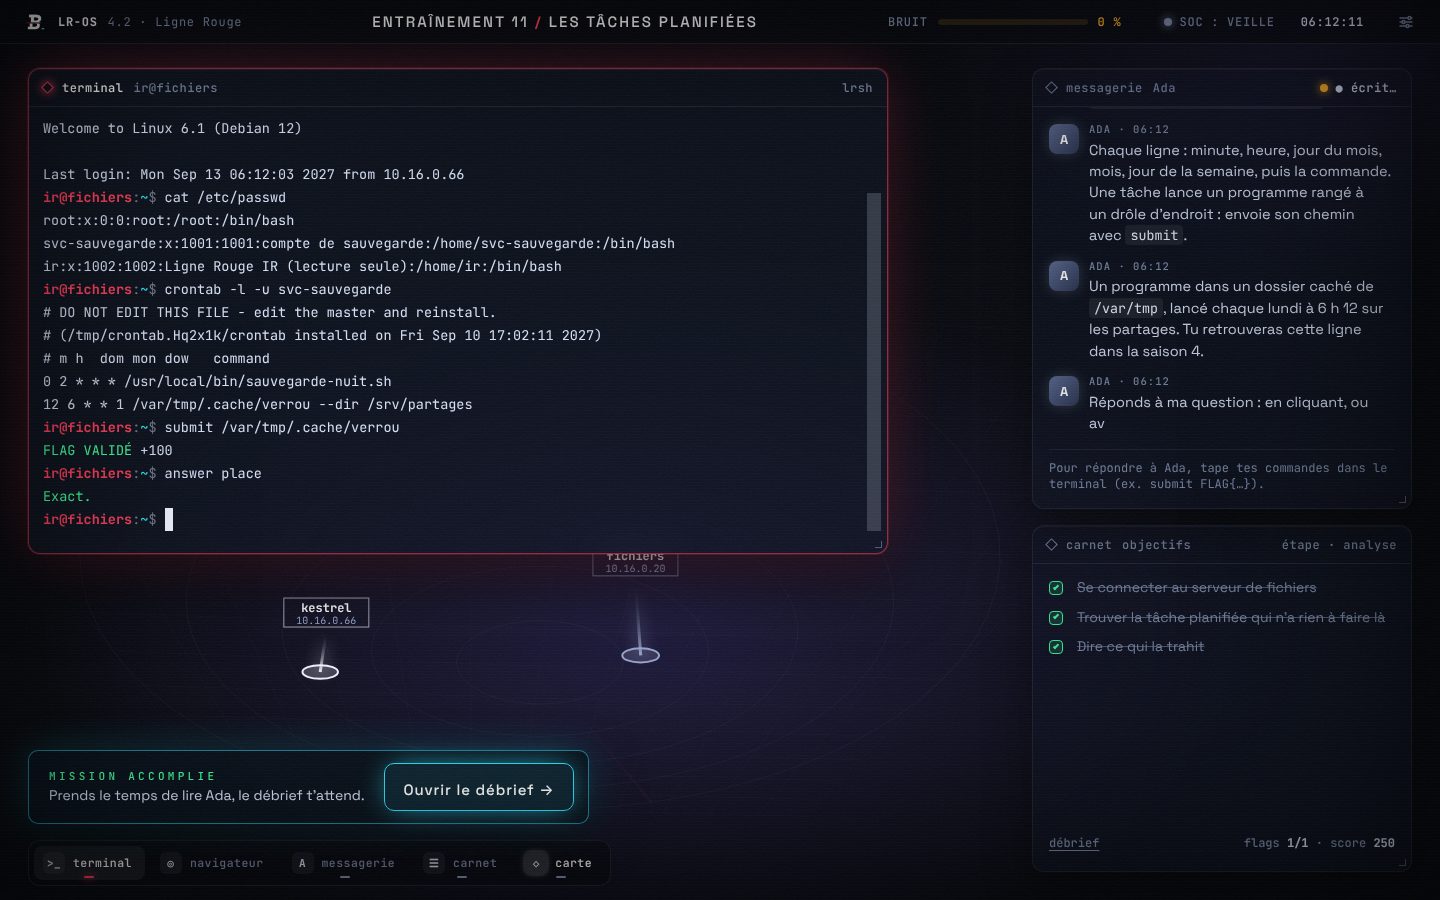 B LR-OS 4.2 · Ligne Rouge
ENTRAÎNEMENT 11 / LES TÂCHES PLANIFIÉES
BRUIT 0 %
SOC : VEILLE
06:12:11
terminal ir@fichiers
lrsh
Welcome to Linux 6.1 (Debian 12)
Last login: Mon Sep 13 06:12:03 2027 from 10.16.0.66
ir@fichiers:~$ cat /etc/passwd
root:x:0:0:root:/root:/bin/bash
svc-sauvegarde:x:1001:1001:compte de sauvegarde:/home/svc-sauvegarde:/bin/bash
ir:x:1002:1002:Ligne Rouge IR (lecture seule):/home/ir:/bin/bash
ir@fichiers:~$ crontab -l -u svc-sauvegarde
# DO NOT EDIT THIS FILE - edit the master and reinstall.
# (/tmp/crontab.Hq2x1k/crontab installed on Fri Sep 10 17:02:11 2027)
# m h  dom mon dow   command
0 2 * * * /usr/local/bin/sauvegarde-nuit.sh
12 6 * * 1 /var/tmp/.cache/verrou --dir /srv/partages
ir@fichiers:~$ submit /var/tmp/.cache/verrou
FLAG VALIDÉ +100
ir@fichiers:~$ answer place
Exact.
ir@fichiers:~$
fichiers
10.16.0.20
kestrel
10.16.0.66
MISSION ACCOMPLIE
Prends le temps de lire Ada, le débrief t'attend.
Ouvrir le débrief →
>_ terminal
navigateur
A messagerie
carnet
carte
messagerie Ada
écrit…
A
ADA · 06:12
Chaque ligne : minute, heure, jour du mois,
mois, jour de la semaine, puis la commande.
Une tâche lance un programme rangé à
un drôle d'endroit : envoie son chemin
avec submit.
A
ADA · 06:12
Un programme dans un dossier caché de
/var/tmp, lancé chaque lundi à 6 h 12 sur
les partages. Tu retrouveras cette ligne
dans la saison 4.
A
ADA · 06:12
Réponds à ma question : en cliquant, ou
av
Pour répondre à Ada, tape tes commandes dans le
terminal (ex. submit FLAG{…}).
carnet objectifs
étape · analyse
Se connecter au serveur de fichiers
Trouver la tâche planifiée qui n'a rien à faire là
Dire ce qui la trahit
débrief
flags 1/1 · score 250